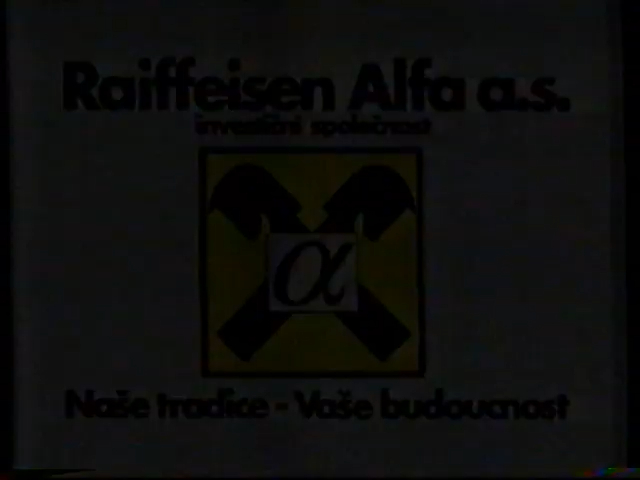 Raiffeisen Alfa a.s.
investiční společnost
α
Naše tradice - Vaše budoucnost